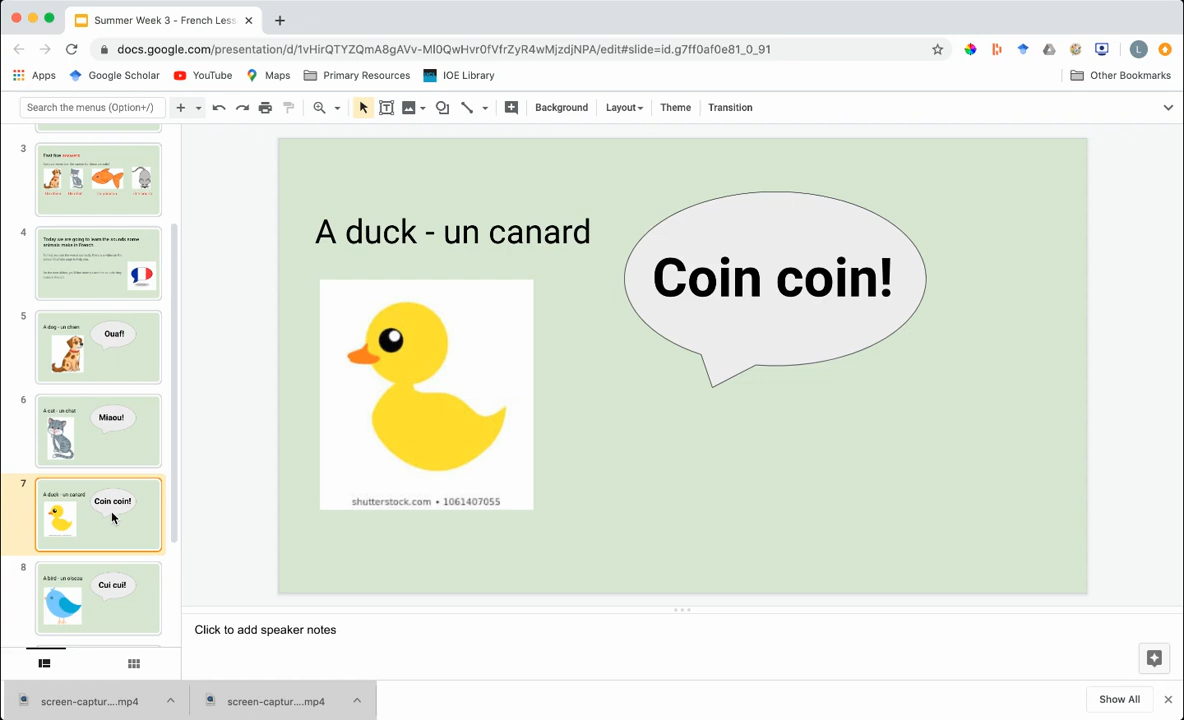 Summer Week 3 - French Less
docs.google.com/presentation/d/1vHirQTYZQmA8gAVv-MI0QwHvr0fVfrZyR4wMjzdjNPA/edit#slide=id.g7ff0af0e81_0_91
L
Apps Google Scholar YouTube Maps Primary Resources IOE Library Other Bookmarks
Search the menus (Option+/) Background Layout Theme Transition
3
4
Today we are going to learn the sounds some
animals make in French
5
A dog - un chien
Ouaf!
6
A cat - un chat
Miaou!
7
A duck - un canard
Coin coin!
8
A bird - un oiseau
Cui cui!
A duck - un canard
Coin coin!
shutterstock.com • 1061407055
Click to add speaker notes
screen-captur....mp4 screen-captur....mp4 Show All